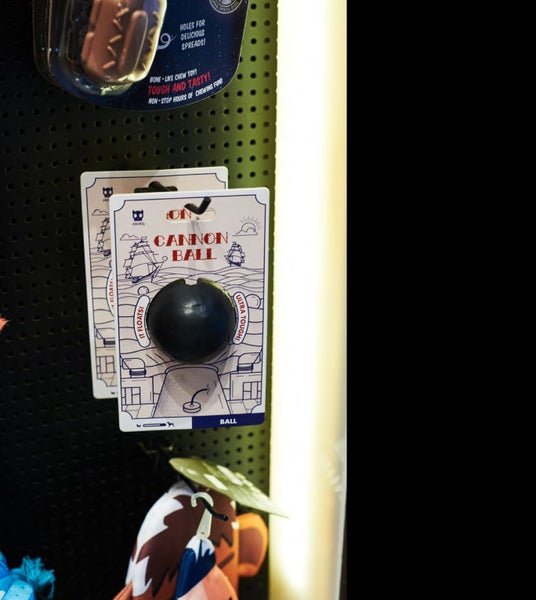 HOLES FOR
DELICIOUS
SPREADS!
BONE-LIKE CHEW TOY!
TOUGH AND TASTY!
NON-STOP HOURS OF CHEWING FUN!
CANNON
BALL
IT FLOATS!
ULTRA TOUGH!
BALL